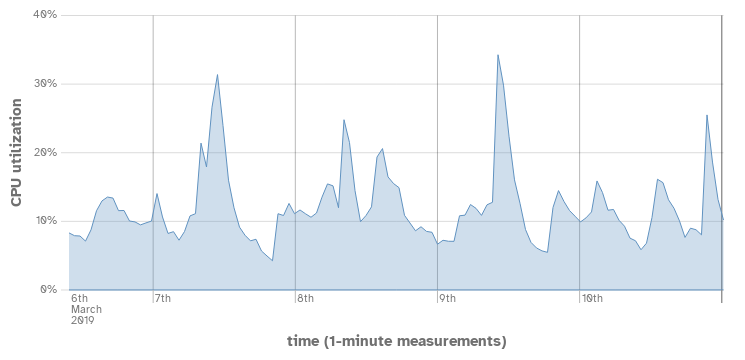 40%
30%
20%
10%
0%
CPU utilization
6th
March
2019
7th
8th
9th
10th
time (1-minute measurements)